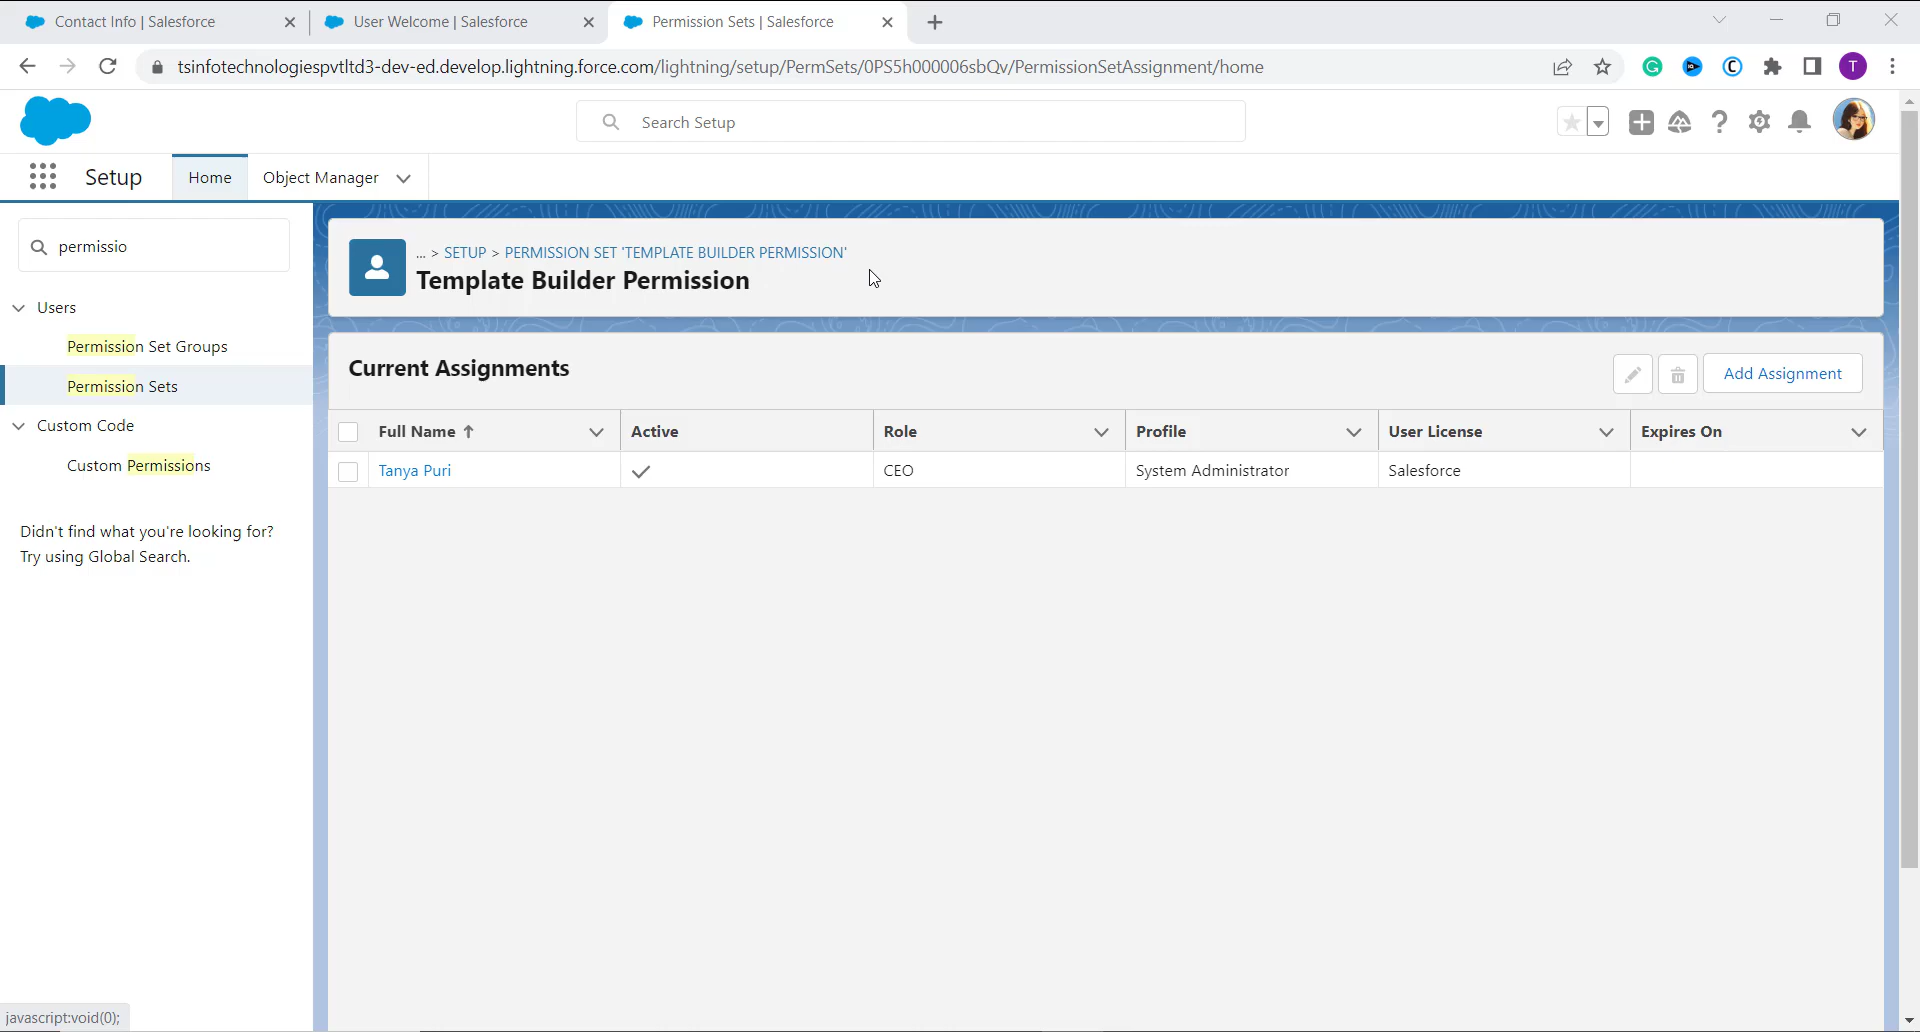 Contact Info | Salesforce
User Welcome | Salesforce
Permission Sets | Salesforce
tsinfotechnologiespvtltd3-dev-ed.develop.lightning.force.com/lightning/setup/PermSets/0PS5h000006sbQv/PermissionSetAssignment/home
T
Search Setup
Setup
Home
Object Manager
permissio
Users
Permission Set Groups
Permission Sets
Custom Code
Custom Permissions
Didn't find what you're looking for?
Try using Global Search.
... > SETUP > PERMISSION SET 'TEMPLATE BUILDER PERMISSION'
Template Builder Permission
Current Assignments
Add Assignment
Full Name Active Role Profile User License Expires On
Tanya Puri CEO System Administrator Salesforce
javascript:void(0);